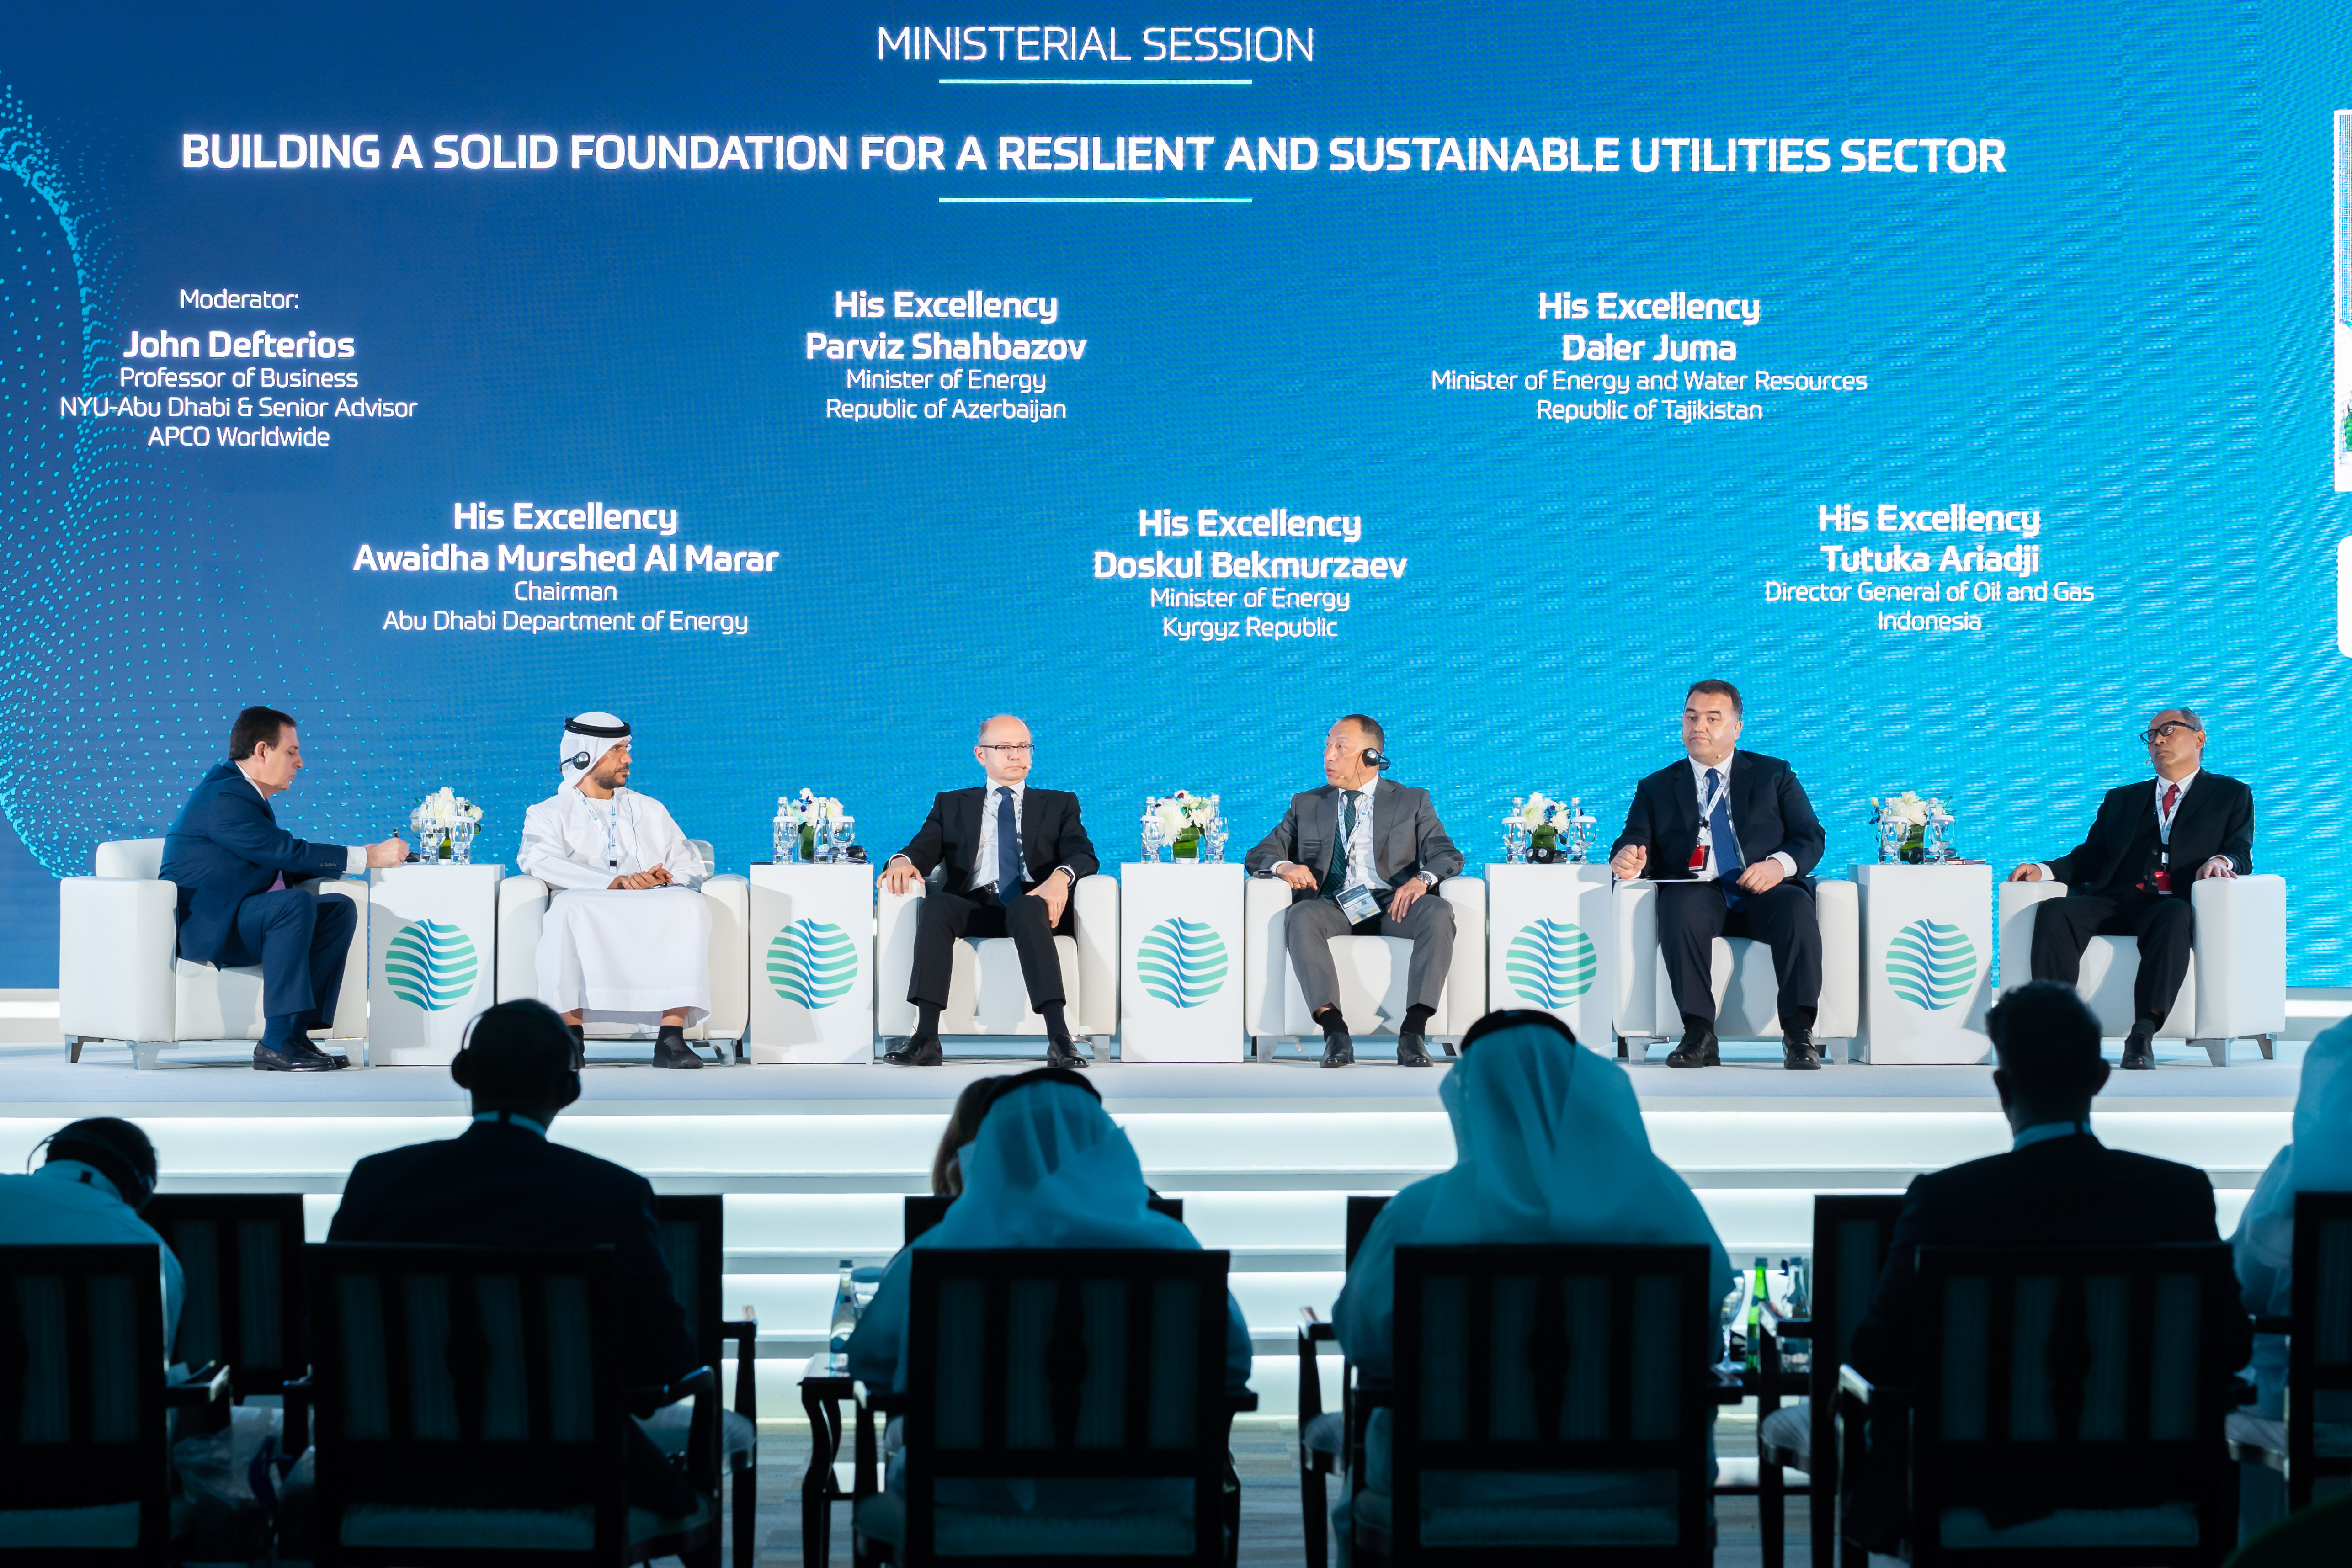 MINISTERIAL SESSION
BUILDING A SOLID FOUNDATION FOR A RESILIENT AND SUSTAINABLE UTILITIES SECTOR
Moderator:
John Defterios
Professor of Business
NYU-Abu Dhabi & Senior Advisor
APCO Worldwide
His Excellency
Awaidha Murshed Al Marar
Chairman
Abu Dhabi Department of Energy
His Excellency
Parviz Shahbazov
Minister of Energy
Republic of Azerbaijan
His Excellency
Doskul Bekmurzaev
Minister of Energy
Kyrgyz Republic
His Excellency
Daler Juma
Minister of Energy and Water Resources
Republic of Tajikistan
His Excellency
Tutuka Ariadji
Director General of Oil and Gas
Indonesia